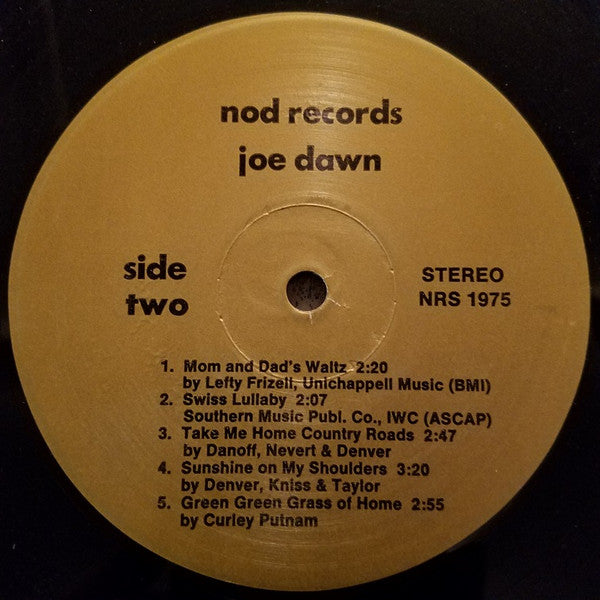 nod records
joe dawn
side
two
STEREO
NRS 1975
1. Mom and Dad's Waltz 2:20
by Lefty Frizell, Unichappell Music (BMI)
2. Swiss Lullaby 2:07
Southern Music Publ. Co., IWC (ASCAP)
3. Take Me Home Country Roads 2:47
by Danoff, Nevert & Denver
4. Sunshine on My Shoulders 3:20
by Denver, Kniss & Taylor
5. Green Green Grass of Home 2:55
by Curley Putnam